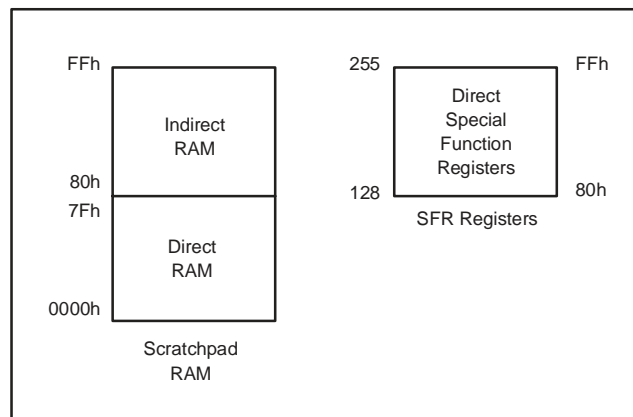 FFh
Indirect
RAM
80h
7Fh
Direct
RAM
0000h
Scratchpad
RAM
255
FFh
Direct
Special
Function
Registers
128
80h
SFR Registers